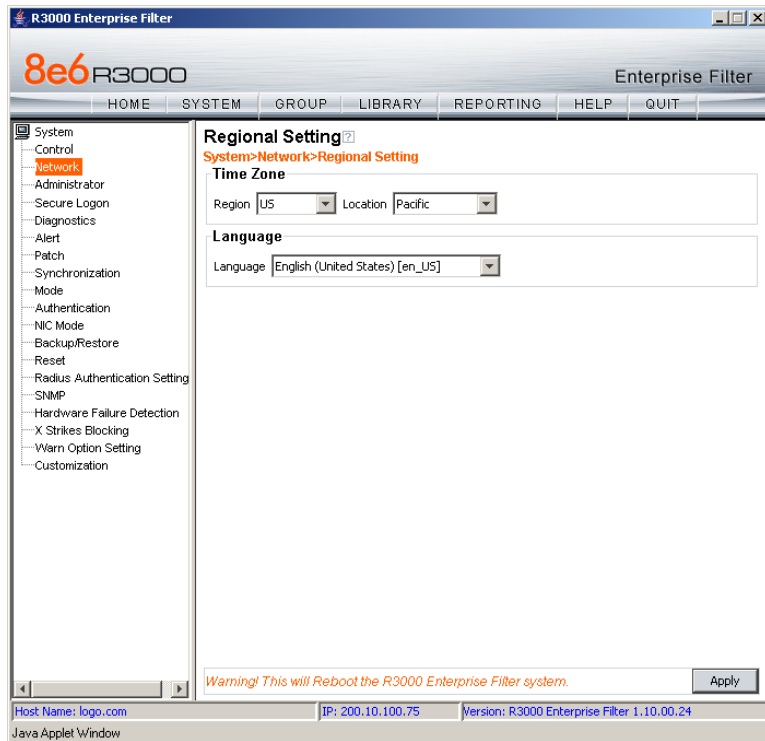 R3000 Enterprise Filter
8e6 R3000
Enterprise Filter
HOME SYSTEM GROUP LIBRARY REPORTING HELP QUIT
System
Control
Network
Administrator
Secure Logon
Diagnostics
Alert
Patch
Synchronization
Mode
Authentication
NIC Mode
Backup/Restore
Reset
Radius Authentication Setting
SNMP
Hardware Failure Detection
X Strikes Blocking
Warn Option Setting
Customization
Regional Setting ?
System>Network>Regional Setting
Time Zone
Region US Location Pacific
Language
Language English (United States) [en_US]
Warning! This will Reboot the R3000 Enterprise Filter system. Apply
Host Name: logo.com IP: 200.10.100.75 Version: R3000 Enterprise Filter 1.10.00.24
Java Applet Window